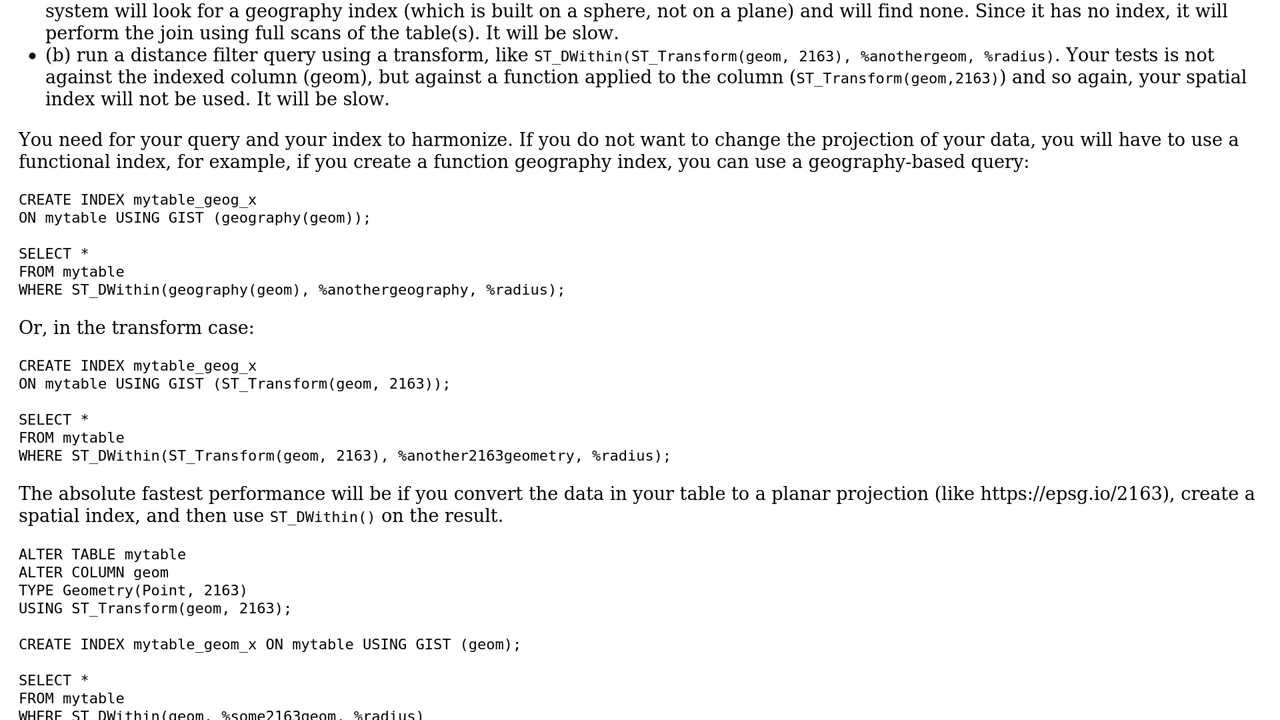 system will look for a geography index (which is built on a sphere, not on a plane) and will find none. Since it has no index, it will
perform the join using full scans of the table(s). It will be slow.
• (b) run a distance filter query using a transform, like ST_DWithin(ST_Transform(geom, 2163), %anothergeom, %radius). Your tests is not
against the indexed column (geom), but against a function applied to the column (ST_Transform(geom,2163)) and so again, your spatial
index will not be used. It will be slow.
You need for your query and your index to harmonize. If you do not want to change the projection of your data, you will have to use a
functional index, for example, if you create a function geography index, you can use a geography-based query:
CREATE INDEX mytable_geog_x
ON mytable USING GIST (geography(geom));
SELECT *
FROM mytable
WHERE ST_DWithin(geography(geom), %anothergeography, %radius);
Or, in the transform case:
CREATE INDEX mytable_geog_x
ON mytable USING GIST (ST_Transform(geom, 2163));
SELECT *
FROM mytable
WHERE ST_DWithin(ST_Transform(geom, 2163), %another2163geometry, %radius);
The absolute fastest performance will be if you convert the data in your table to a planar projection (like https://epsg.io/2163), create a
spatial index, and then use ST_DWithin() on the result.
ALTER TABLE mytable
ALTER COLUMN geom
TYPE Geometry(Point, 2163)
USING ST_Transform(geom, 2163);
CREATE INDEX mytable_geom_x ON mytable USING GIST (geom);
SELECT *
FROM mytable
WHERE ST_DWithin(geom, %some2163geom, %radius)